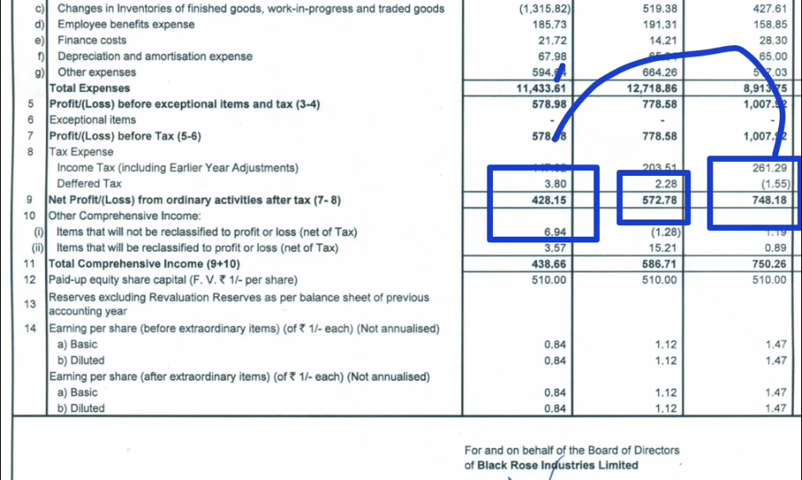 c) Changes in Inventories of finished goods, work-in-progress and traded goods (1,315.82) 519.38 427.61
d) Employee benefits expense 185.73 191.31 158.85
e) Finance costs 21.72 14.21 28.30
f) Depreciation and amortisation expense 67.98 65.00
g) Other expenses 664.26
Total Expenses 11,433.61 12,718.86
5 Profit/(Loss) before exceptional items and tax (3-4) 578.98 778.58
6 Exceptional items - - -
7 Profit/(Loss) before Tax (5-6) 778.58
8 Tax Expense
Income Tax (including Earlier Year Adjustments) 203.51 261.29
Deffered Tax 3.80 2.28 (1.55)
9 Net Profit/(Loss) from ordinary activities after tax (7- 8) 428.15 572.78 748.18
10 Other Comprehensive Income:
(i) Items that will not be reclassified to profit or loss (net of Tax) 6.94 (1.28) 1.19
(ii) Items that will be reclassified to profit or loss (net of Tax) 3.57 15.21 0.89
11 Total Comprehensive Income (9+10) 438.66 586.71 750.26
12 Paid-up equity share capital (F. V. ₹ 1/- per share) 510.00 510.00 510.00
13 Reserves excluding Revaluation Reserves as per balance sheet of previous
accounting year
14 Earning per share (before extraordinary items) (of ₹ 1/- each) (Not annualised)
a) Basic 0.84 1.12 1.47
b) Diluted 0.84 1.12 1.47
Earning per share (after extraordinary items) (of ₹ 1/- each) (Not annualised)
a) Basic 0.84 1.12 1.47
b) Diluted 0.84 1.12 1.47
For and on behalf of the Board of Directors
of Black Rose Industries Limited